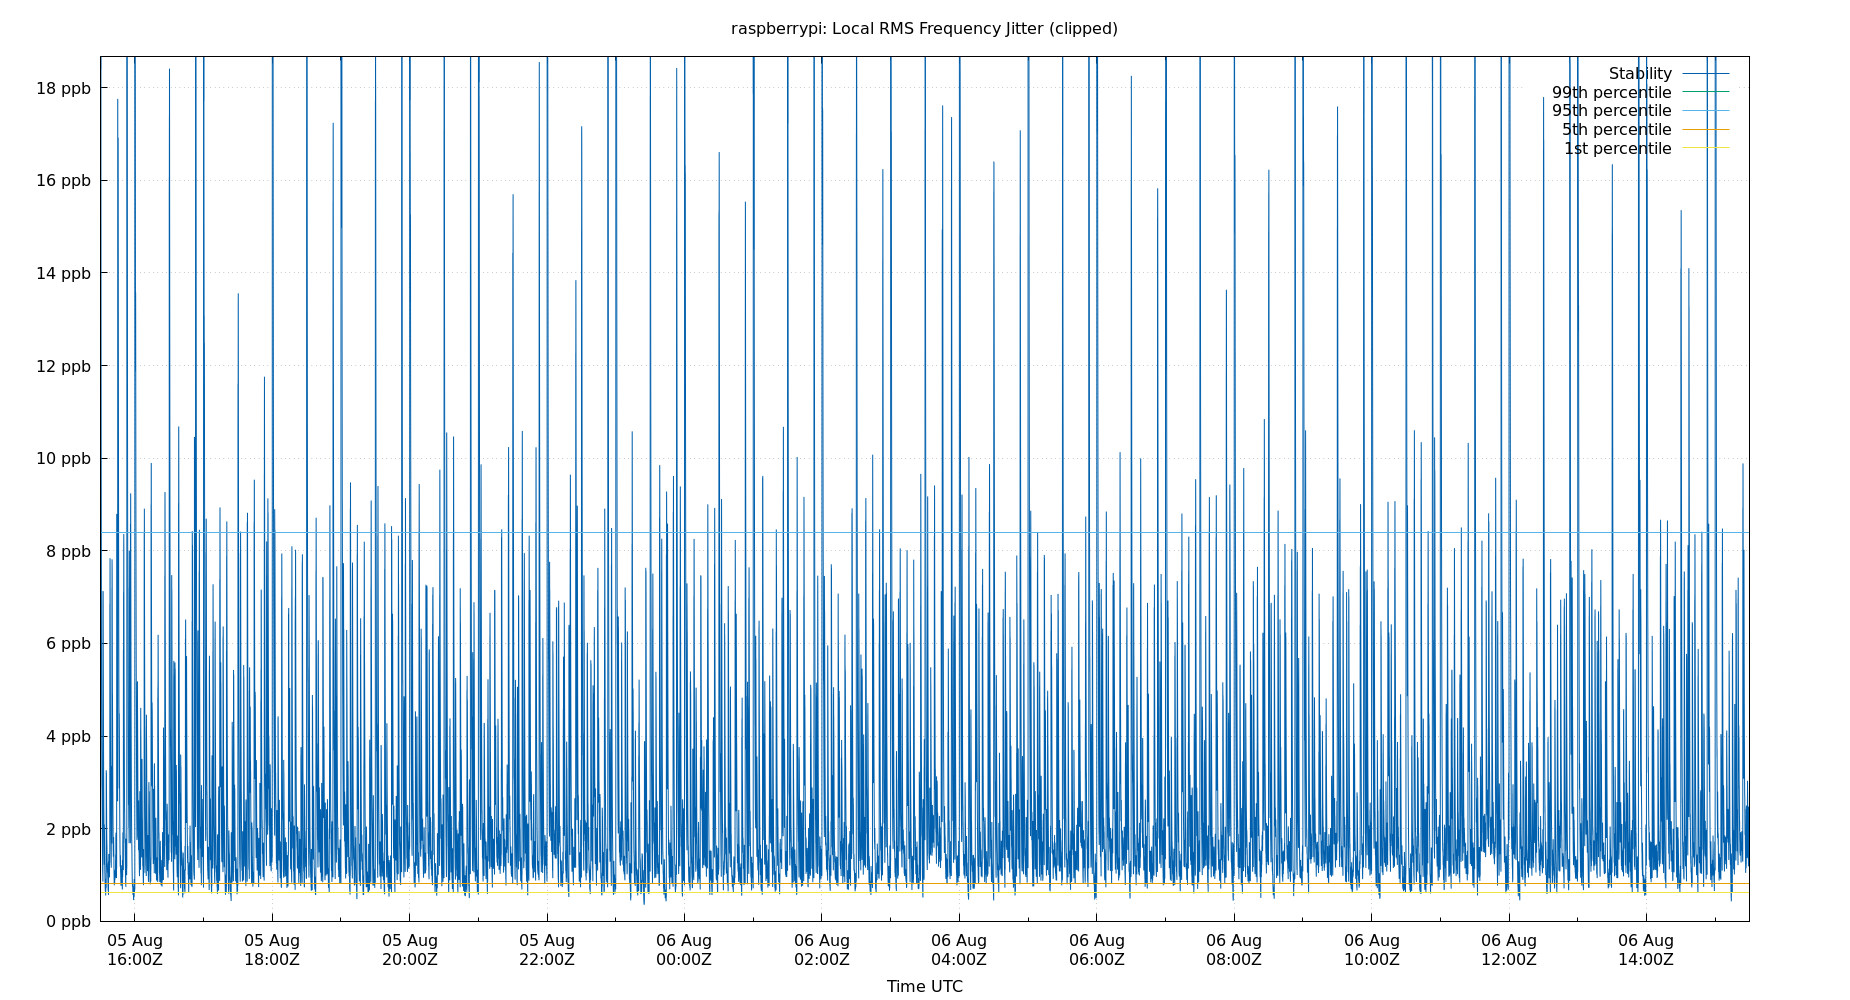 raspberrypi: Local RMS Frequency Jitter (clipped)
Stability
99th percentile
95th percentile
5th percentile
1st percentile
18 ppb
16 ppb
14 ppb
12 ppb
10 ppb
8 ppb
6 ppb
4 ppb
2 ppb
0 ppb
05 Aug 05 Aug 05 Aug 05 Aug 06 Aug 06 Aug 06 Aug 06 Aug 06 Aug 06 Aug 06 Aug 06 Aug
16:00Z 18:00Z 20:00Z 22:00Z 00:00Z 02:00Z 04:00Z 06:00Z 08:00Z 10:00Z 12:00Z 14:00Z
Time UTC